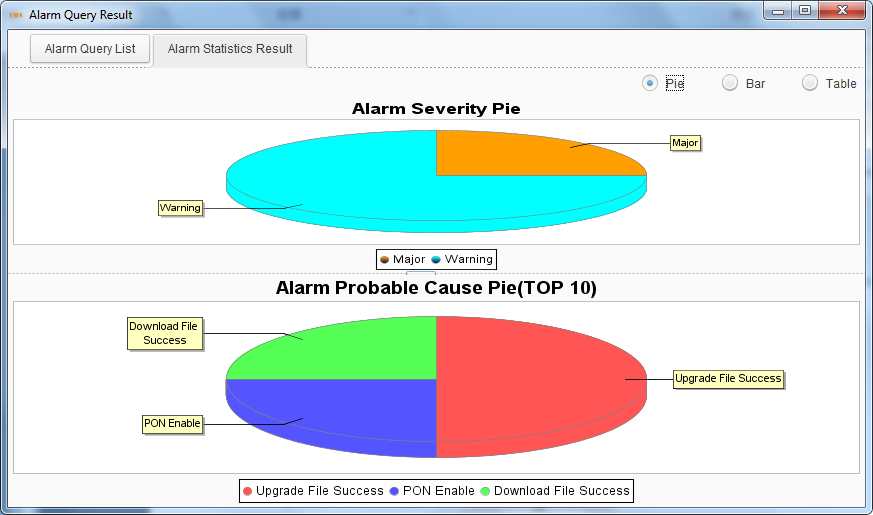 EMS Alarm Query Result
Alarm Query List
Alarm Statistics Result
Pie
Bar
Table
Alarm Severity Pie
Major
Warning
Major Warning
Alarm Probable Cause Pie(TOP 10)
Download File
Success
Upgrade File Success
PON Enable
Upgrade File Success PON Enable Download File Success